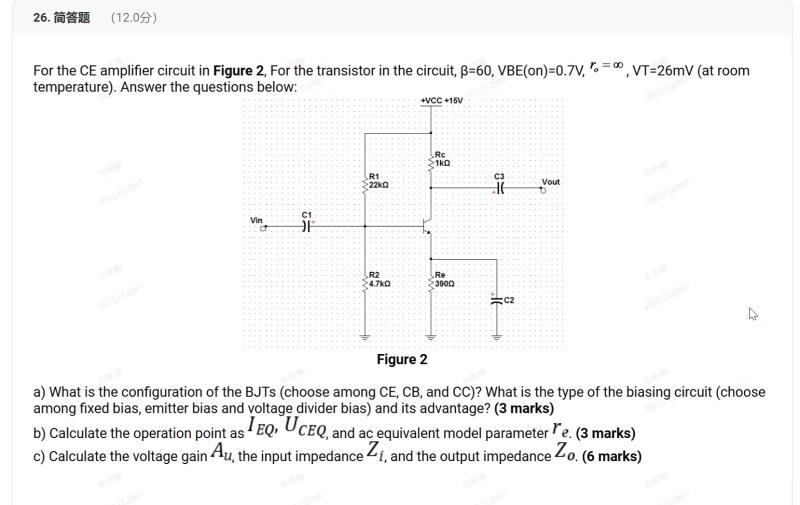 26. 简答题 (12.0分)
For the CE amplifier circuit in Figure 2, For the transistor in the circuit, β=60, VBE(on)=0.7V, rₒ = ∞ , VT=26mV (at room
temperature). Answer the questions below:
+VCC +15V
Rc
1kΩ
R1
22kΩ
C3
Vout
Vin
C1
R2
4.7kΩ
Re
390Ω
C2
Figure 2
a) What is the configuration of the BJTs (choose among CE, CB, and CC)? What is the type of the biasing circuit (choose
among fixed bias, emitter bias and voltage divider bias) and its advantage? (3 marks)
b) Calculate the operation point as I_EQ, U_CEQ, and ac equivalent model parameter r_e. (3 marks)
c) Calculate the voltage gain A_u, the input impedance Z_i, and the output impedance Z_o. (6 marks)